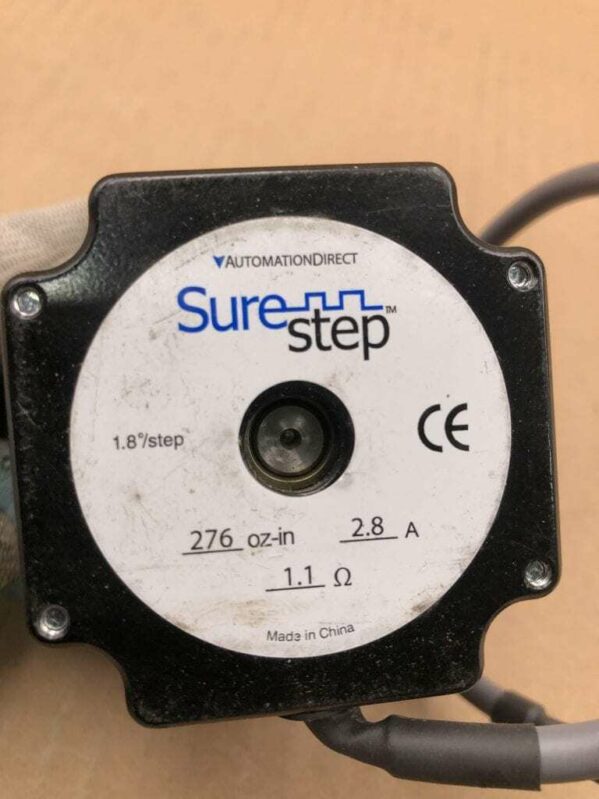 AUTOMATIONDIRECT
Sure
step™
1.8°/step
CE
276 oz-in 2.8 A
1.1 Ω
Made in China